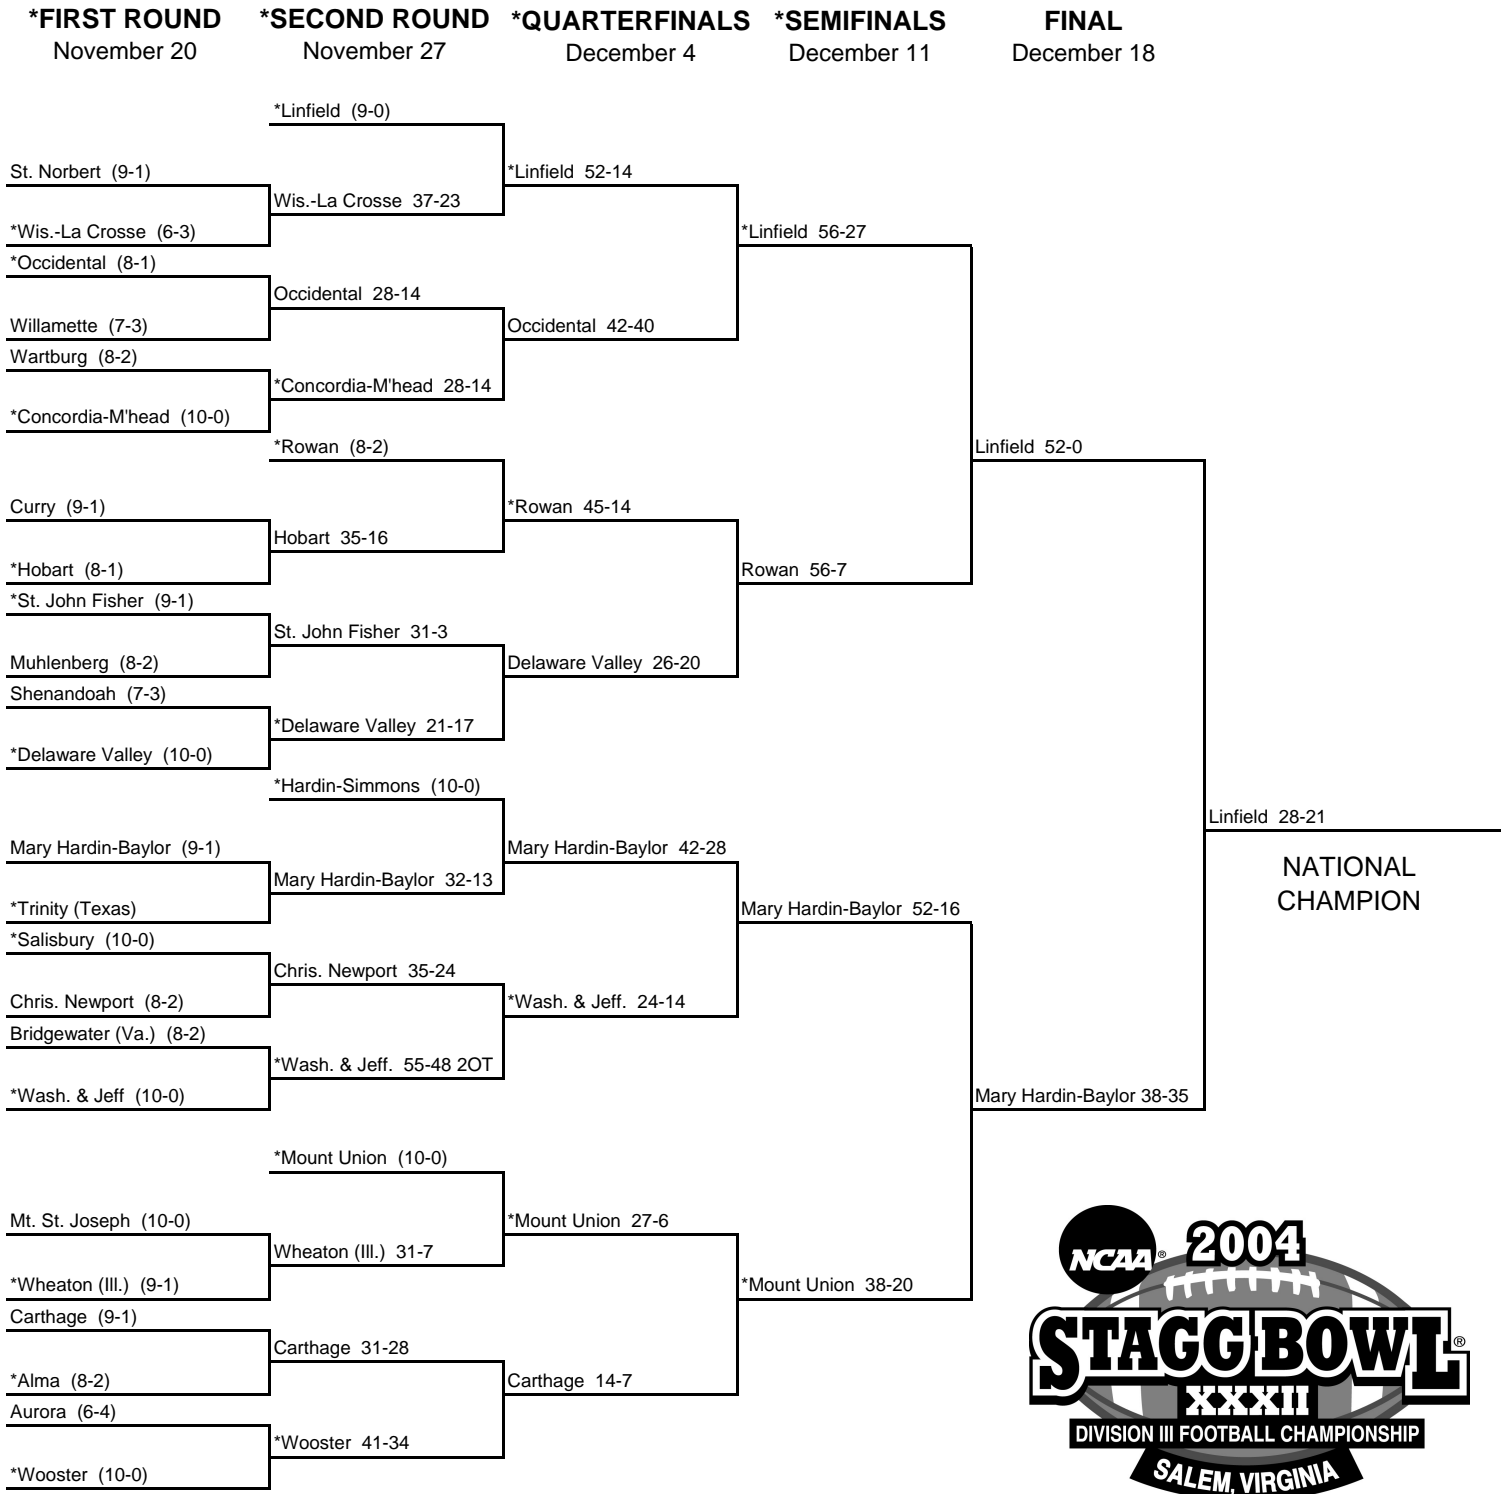 *FIRST ROUND
November 20
*SECOND ROUND
November 27
*QUARTERFINALS
December 4
*SEMIFINALS
December 11
FINAL
December 18
*Linfield (9-0)
St. Norbert (9-1)
*Linfield 52-14
Wis.-La Crosse 37-23
*Wis.-La Crosse (6-3)
*Linfield 56-27
*Occidental (8-1)
Occidental 28-14
Willamette (7-3)
Occidental 42-40
Wartburg (8-2)
*Concordia-M'head 28-14
*Concordia-M'head (10-0)
*Rowan (8-2)
Linfield 52-0
Curry (9-1)
*Rowan 45-14
Hobart 35-16
*Hobart (8-1)
Rowan 56-7
*St. John Fisher (9-1)
St. John Fisher 31-3
Muhlenberg (8-2)
Delaware Valley 26-20
Shenandoah (7-3)
*Delaware Valley 21-17
*Delaware Valley (10-0)
*Hardin-Simmons (10-0)
Linfield 28-21
Mary Hardin-Baylor (9-1)
Mary Hardin-Baylor 42-28
NATIONAL
CHAMPION
Mary Hardin-Baylor 32-13
*Trinity (Texas)
Mary Hardin-Baylor 52-16
*Salisbury (10-0)
Chris. Newport 35-24
Chris. Newport (8-2)
*Wash. & Jeff. 24-14
Bridgewater (Va.) (8-2)
*Wash. & Jeff. 55-48 2OT
*Wash. & Jeff (10-0)
Mary Hardin-Baylor 38-35
*Mount Union (10-0)
Mt. St. Joseph (10-0)
*Mount Union 27-6
Wheaton (Ill.) 31-7
*Wheaton (Ill.) (9-1)
*Mount Union 38-20
Carthage (9-1)
Carthage 31-28
*Alma (8-2)
Carthage 14-7
Aurora (6-4)
*Wooster 41-34
*Wooster (10-0)
NCAA®
2004
STAGG BOWL®
XXXII
DIVISION III FOOTBALL CHAMPIONSHIP
SALEM, VIRGINIA